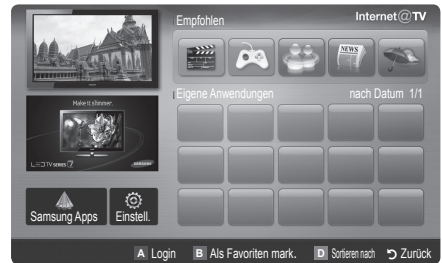 Internet@TV
Empfohlen
NEWS
Make it slimmer.
LED TV SERIES 7
SAMSUNG
Eigene Anwendungen
nach Datum 1/1
Samsung Apps
Einstell.
A Login
B Als Favoriten mark.
D Sortieren nach
Zurück